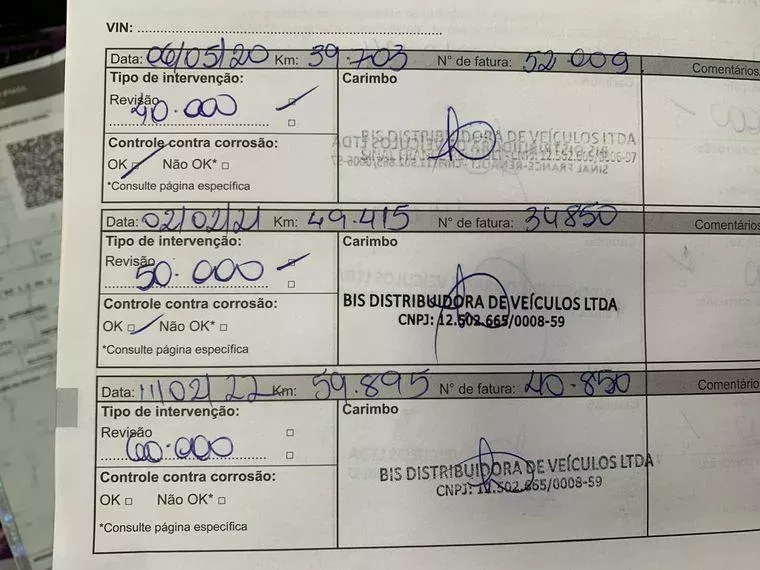 VIN:
Data: 06/05/20 Km: 39.703 N° de fatura: 52.009 Comentários
Tipo de intervenção: Carimbo
Revisão
40.000
BIS DISTRIBUIDORA DE VEÍCULOS LTDA
Controle contra corrosão:
OK Não OK*
*Consulte página específica
Data: 02/02/21 Km: 49.415 N° de fatura: 34850 Comentários
Tipo de intervenção: Carimbo
Revisão
50.000
BIS DISTRIBUIDORA DE VEÍCULOS LTDA
CNPJ: 12.502.665/0008-59
Controle contra corrosão:
OK Não OK*
*Consulte página específica
Data: 11/02/22 Km: 59.895 N° de fatura: 40.850 Comentário
Tipo de intervenção: Carimbo
Revisão
60.000
BIS DISTRIBUIDORA DE VEÍCULOS LTDA
CNPJ: 12.502.665/0008-59
Controle contra corrosão:
OK Não OK*
*Consulte página específica